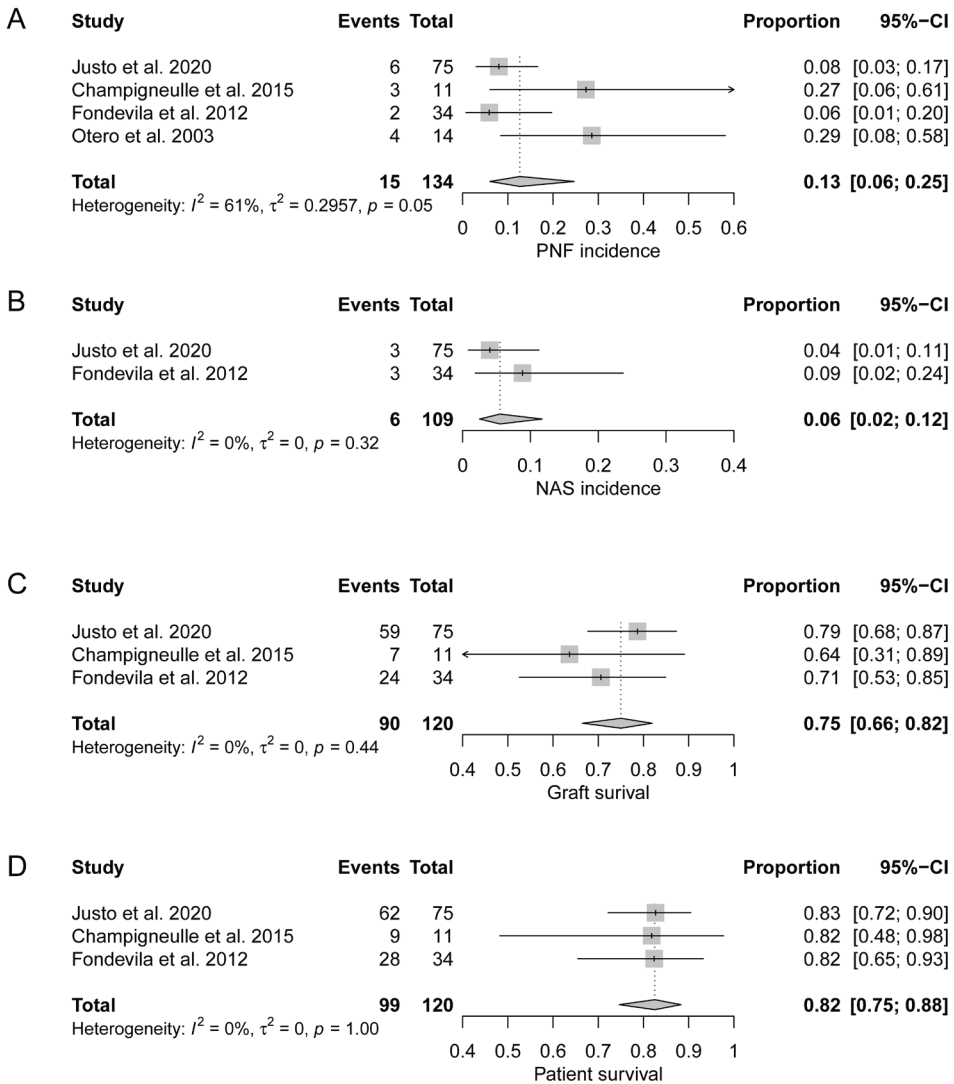 A
Study Events Total Proportion 95%−CI
Justo et al. 2020 6 75 0.08 [0.03; 0.17]
Champigneulle et al. 2015 3 11 0.27 [0.06; 0.61]
Fondevila et al. 2012 2 34 0.06 [0.01; 0.20]
Otero et al. 2003 4 14 0.29 [0.08; 0.58]
Total 15 134 0.13 [0.06; 0.25]
Heterogeneity: I² = 61%, τ² = 0.2957, p = 0.05
0 0.1 0.2 0.3 0.4 0.5 0.6
PNF incidence
B
Study Events Total Proportion 95%−CI
Justo et al. 2020 3 75 0.04 [0.01; 0.11]
Fondevila et al. 2012 3 34 0.09 [0.02; 0.24]
Total 6 109 0.06 [0.02; 0.12]
Heterogeneity: I² = 0%, τ² = 0, p = 0.32
0 0.1 0.2 0.3 0.4
NAS incidence
C
Study Events Total Proportion 95%−CI
Justo et al. 2020 59 75 0.79 [0.68; 0.87]
Champigneulle et al. 2015 7 11 0.64 [0.31; 0.89]
Fondevila et al. 2012 24 34 0.71 [0.53; 0.85]
Total 90 120 0.75 [0.66; 0.82]
Heterogeneity: I² = 0%, τ² = 0, p = 0.44
0.4 0.5 0.6 0.7 0.8 0.9 1
Graft surival
D
Study Events Total Proportion 95%−CI
Justo et al. 2020 62 75 0.83 [0.72; 0.90]
Champigneulle et al. 2015 9 11 0.82 [0.48; 0.98]
Fondevila et al. 2012 28 34 0.82 [0.65; 0.93]
Total 99 120 0.82 [0.75; 0.88]
Heterogeneity: I² = 0%, τ² = 0, p = 1.00
0.4 0.5 0.6 0.7 0.8 0.9 1
Patient survival